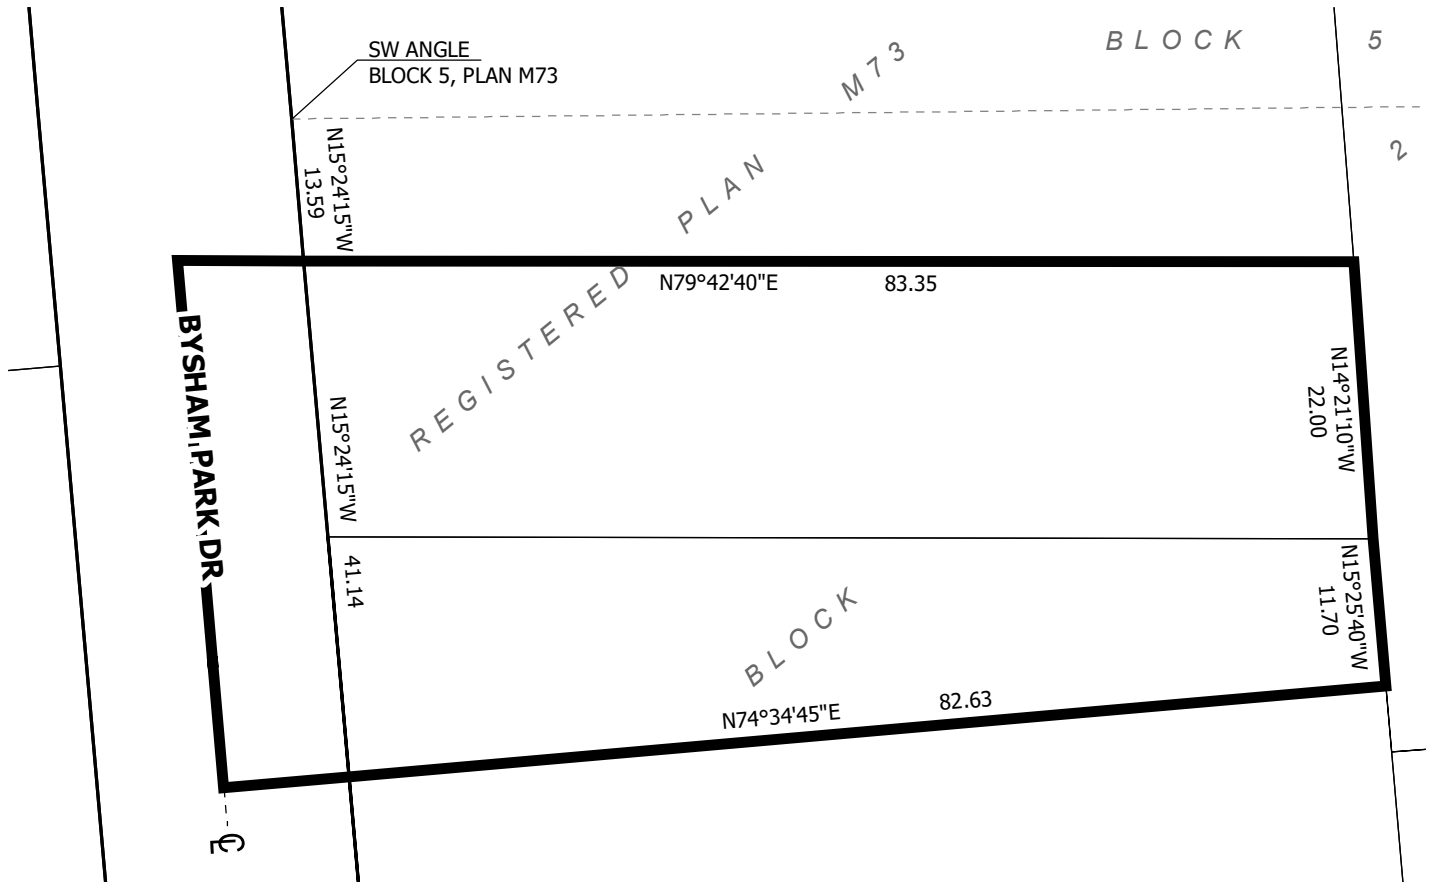 SW ANGLE
BLOCK 5, PLAN M73
BLOCK 5
2
REGISTERED PLAN M73
N15°24'15"W
13.59
N79°42'40"E 83.35
BYSHAM PARK DR
N15°24'15"W
41.14
N14°21'10"W
22.00
N15°25'40"W
11.70
BLOCK
N74°34'45"E 82.63
℄